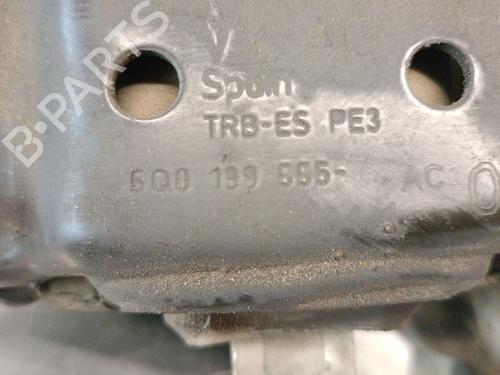 Spain
TRB-ES PE3
6Q0 199 555- AC
B-PARTS